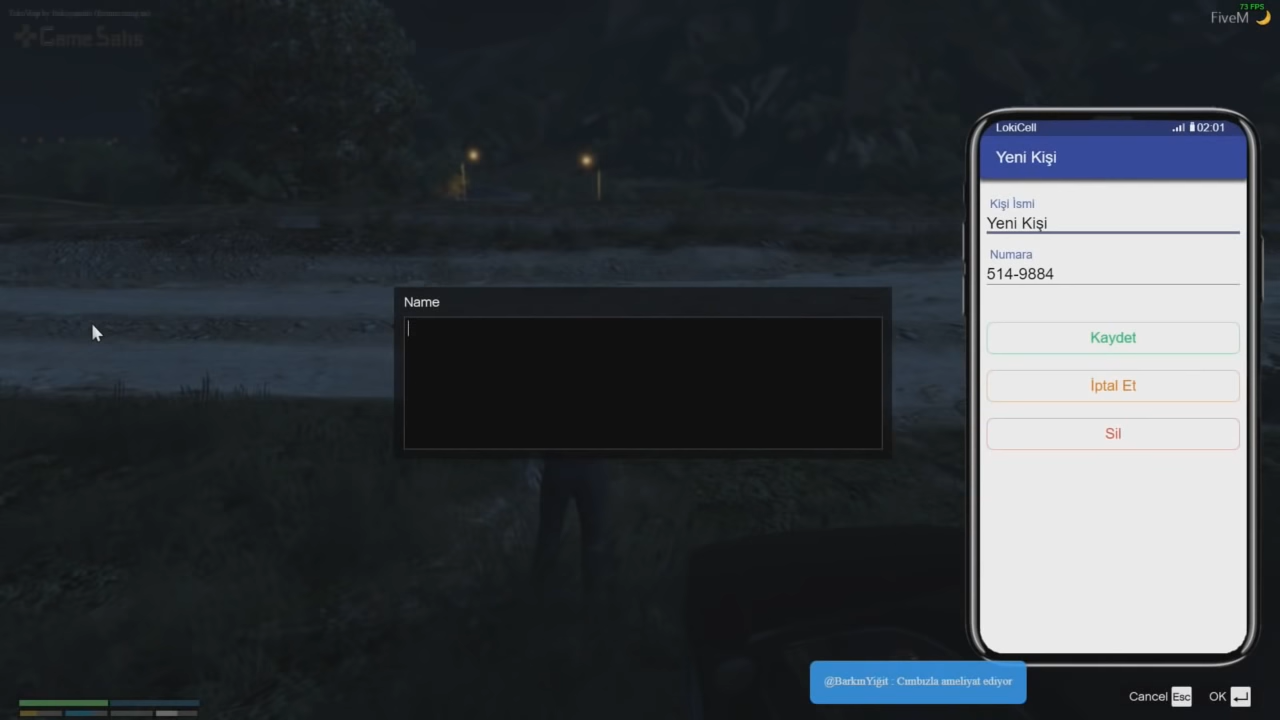 73 FPS
FiveM
Game Satış
LokiCell
02:01
Yeni Kişi
Kişi İsmi
Yeni Kişi
Numara
514-9884
Name
Kaydet
İptal Et
Sil
@BarkınYiğit : Cımbızla ameliyat ediyor
Cancel Esc OK